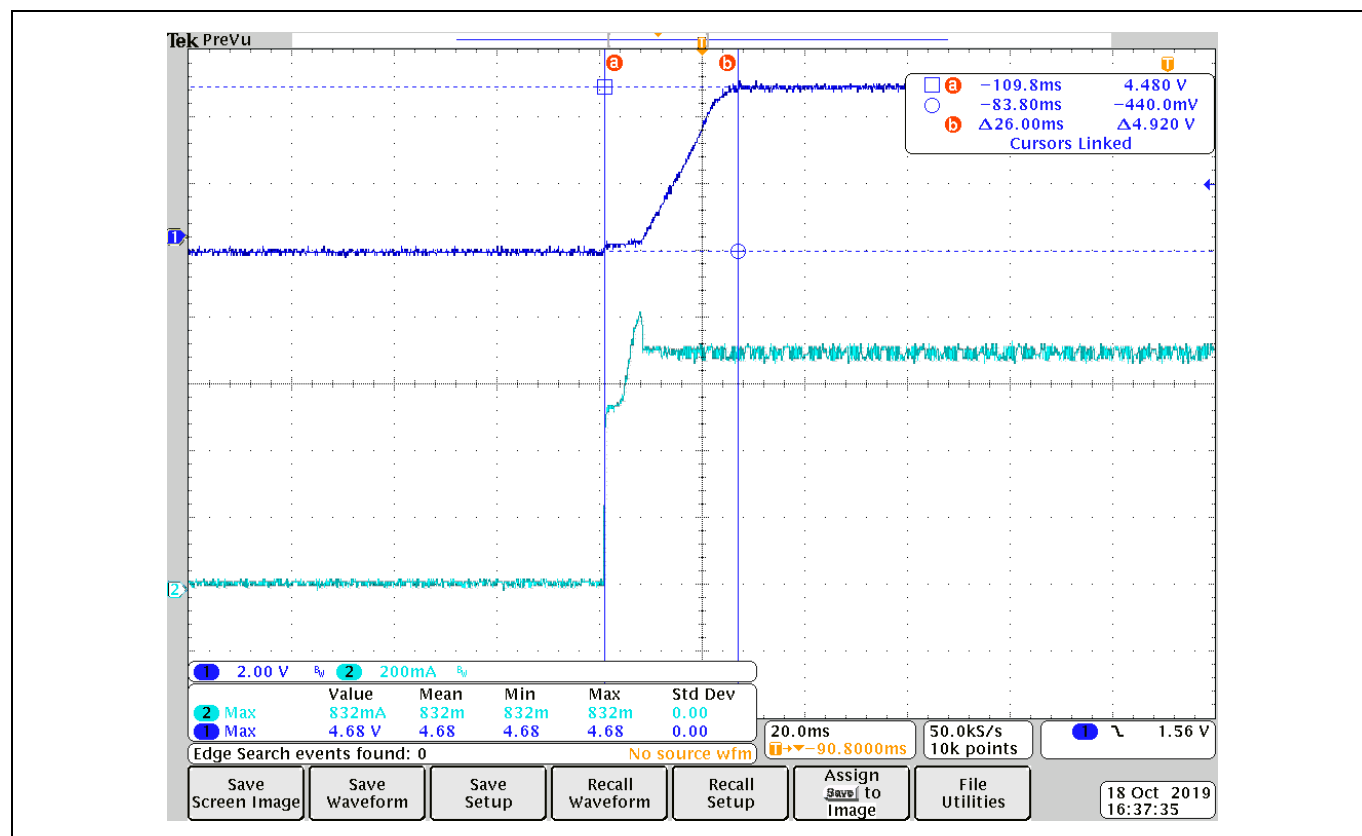 Tek PreVu
T
T
a b
a −109.8ms 4.480 V
−83.80ms −440.0mV
b Δ26.00ms Δ4.920 V
Cursors Linked
1
2
1 2.00 V BW 2 200mA BW
Value Mean Min Max Std Dev
2 Max 832mA 832m 832m 832m 0.00
1 Max 4.68 V 4.68 4.68 4.68 0.00
Edge Search events found: 0 No source wfm
20.0ms
T→▼−90.8000ms
50.0kS/s
10k points
1 1.56 V
Save
Screen Image
Save
Waveform
Save
Setup
Recall
Waveform
Recall
Setup
Assign
Save to
Image
File
Utilities
18 Oct 2019
16:37:35